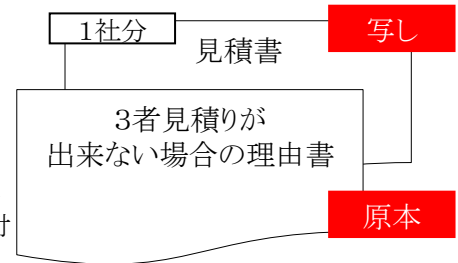 1社分
写し
見積書
3者見積りが
出来ない場合の理由書
原本
付